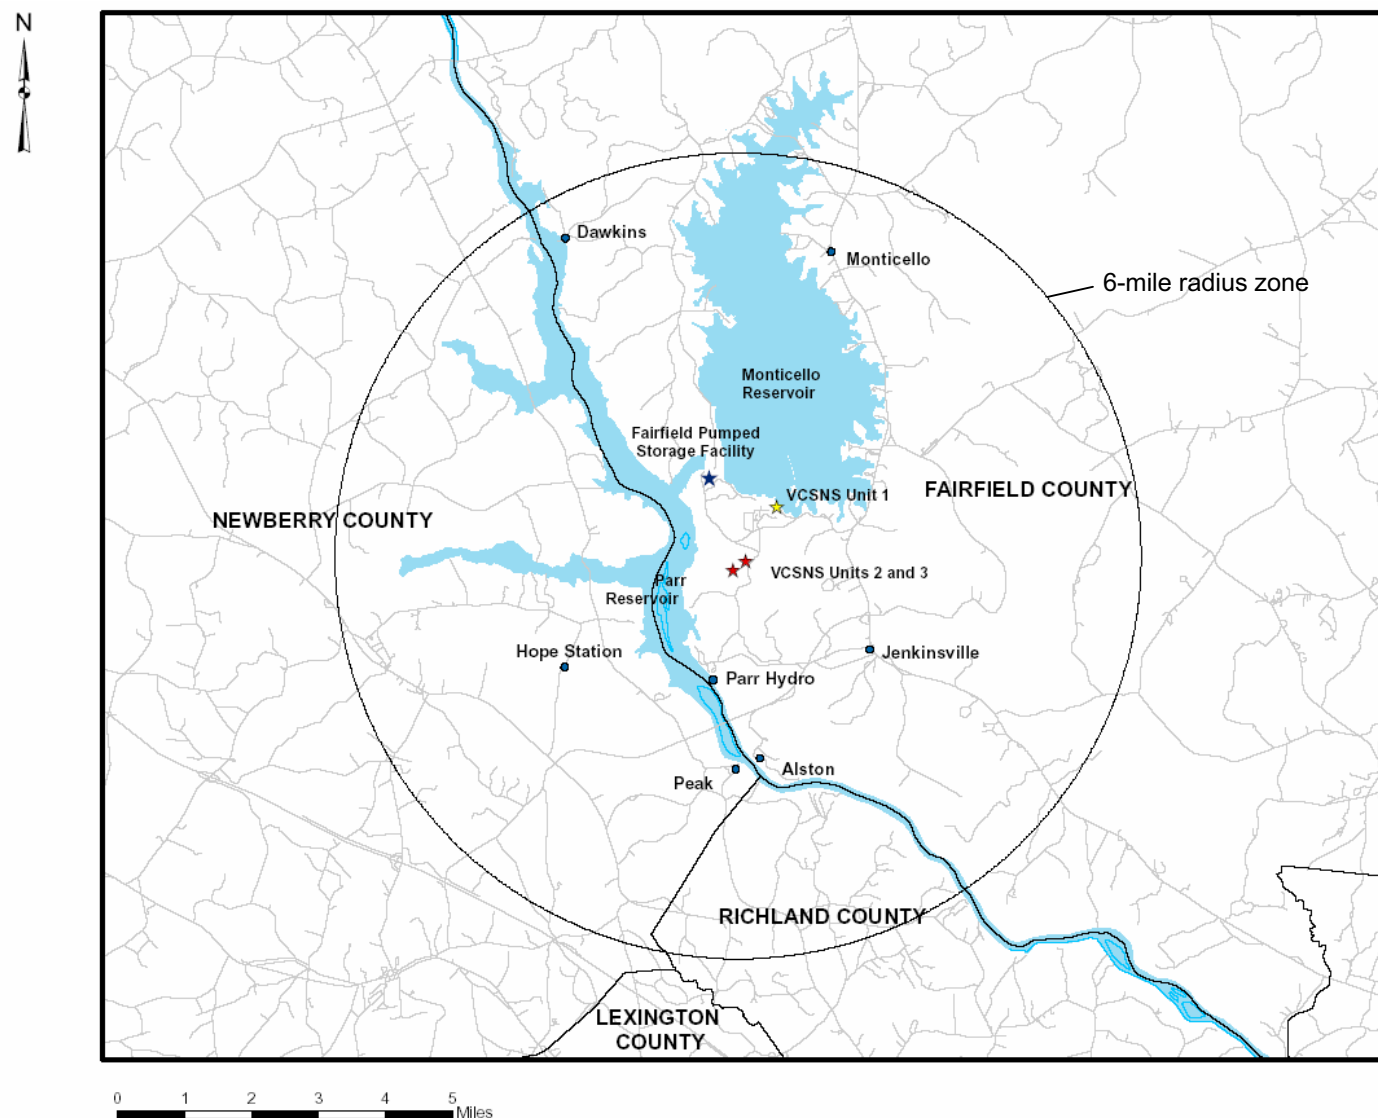 N
Dawkins
Monticello
6-mile radius zone
Monticello
Reservoir
Fairfield Pumped
Storage Facility
VCSNS Unit 1
FAIRFIELD COUNTY
NEWBERRY COUNTY
VCSNS Units 2 and 3
Parr
Reservoir
Hope Station
Jenkinsville
Parr Hydro
Alston
Peak
RICHLAND COUNTY
LEXINGTON
COUNTY
0 1 2 3 4 5
Miles